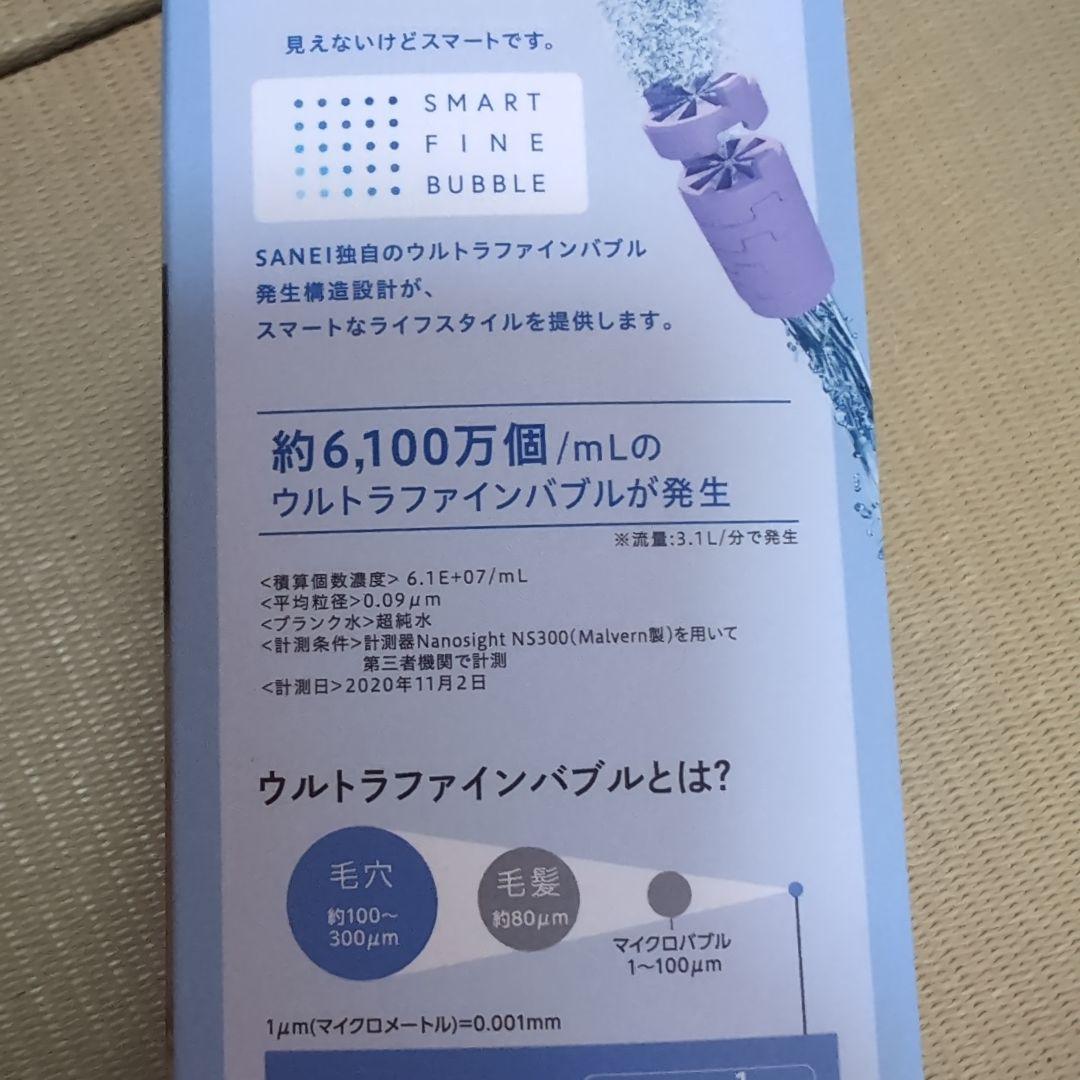 見えないけどスマートです。
SMART
FINE
BUBBLE
SANEI独自のウルトラファインバブル
発生構造設計が、
スマートなライフスタイルを提供します。
約6,100万個/mLの
ウルトラファインバブルが発生
※流量:3.1L/分で発生
<積算個数濃度> 6.1E+07/mL
<平均粒径>0.09μm
<ブランク水>超純水
<計測条件>計測器Nanosight NS300(Malvern製)を用いて
第三者機関で計測
<計測日>2020年11月2日
ウルトラファインバブルとは?
毛穴
約100〜
300μm
毛髪
約80μm
マイクロバブル
1〜100μm
1μm(マイクロメートル)=0.001mm